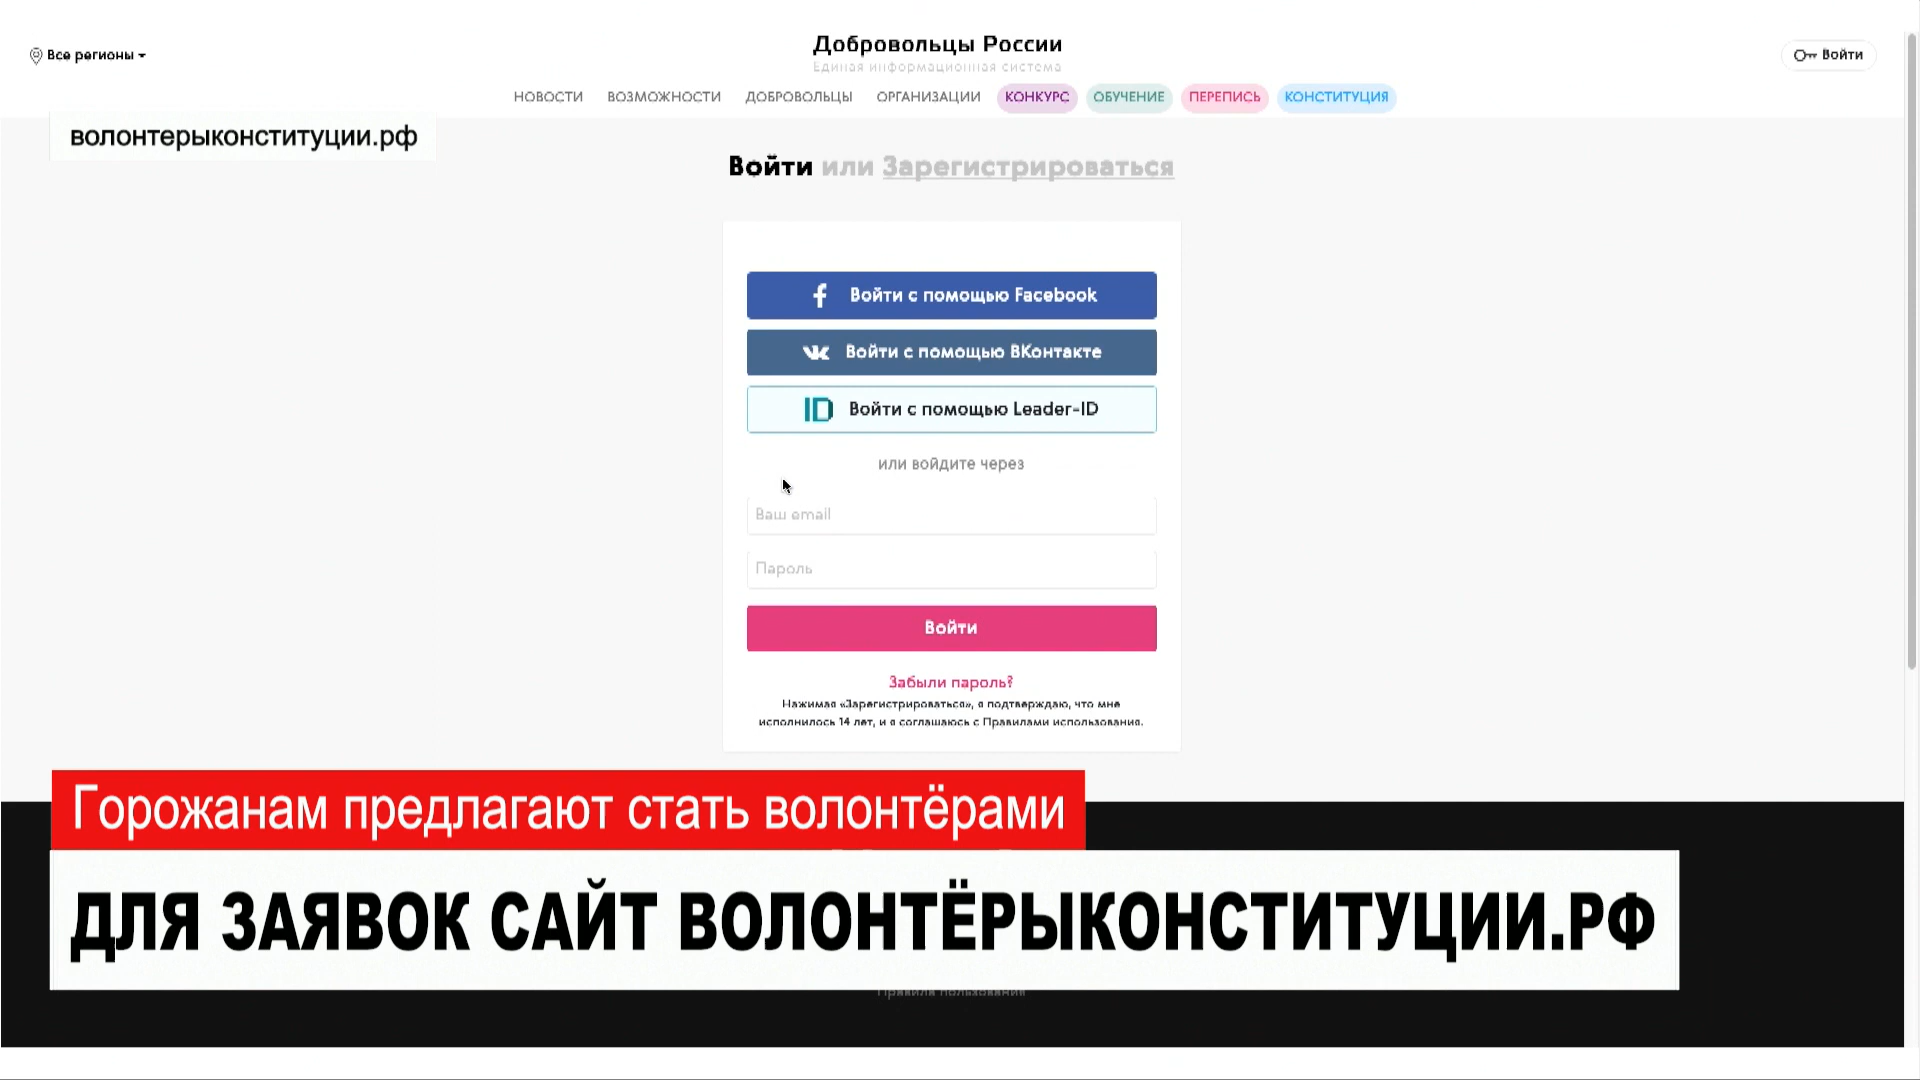 Все регионы
Добровольцы России
Единая информационная система
Войти
НОВОСТИ ВОЗМОЖНОСТИ ДОБРОВОЛЬЦЫ ОРГАНИЗАЦИИ КОНКУРС ОБУЧЕНИЕ ПЕРЕПИСЬ КОНСТИТУЦИЯ
волонтерыконституции.рф
Войти или Зарегистрироваться
Войти с помощью Facebook
Войти с помощью ВКонтакте
ID Войти с помощью Leader-ID
или войдите через
Ваш email
Пароль
Войти
Забыли пароль?
Нажимая «Зарегистрироваться», я подтверждаю, что мне
исполнилось 14 лет, и я соглашаюсь с Правилами использования.
Горожанам предлагают стать волонтёрами
ДЛЯ ЗАЯВОК САЙТ ВОЛОНТЁРЫКОНСТИТУЦИИ.РФ
Правила пользования